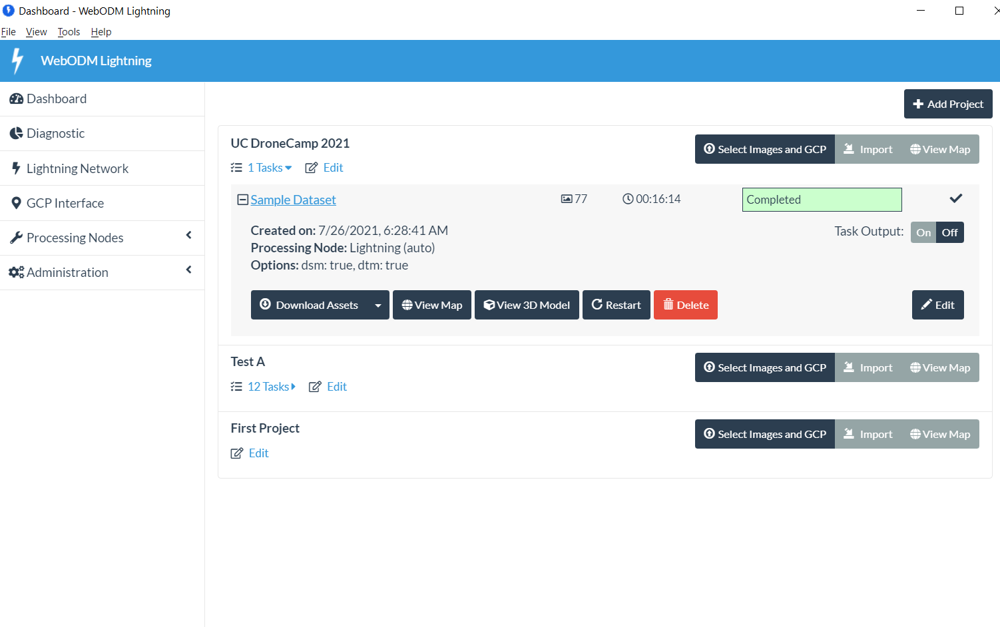 Dashboard - WebODM Lightning
File View Tools Help
WebODM Lightning
Dashboard
Diagnostic
Lightning Network
GCP Interface
Processing Nodes
Administration
Add Project
UC DroneCamp 2021
Select Images and GCP Import View Map
1 Tasks Edit
Sample Dataset 77 00:16:14 Completed
Created on: 7/26/2021, 6:28:41 AM
Task Output: On Off
Processing Node: Lightning (auto)
Options: dsm: true, dtm: true
Download Assets View Map View 3D Model Restart Delete Edit
Test A
Select Images and GCP Import View Map
12 Tasks Edit
First Project
Select Images and GCP Import View Map
Edit